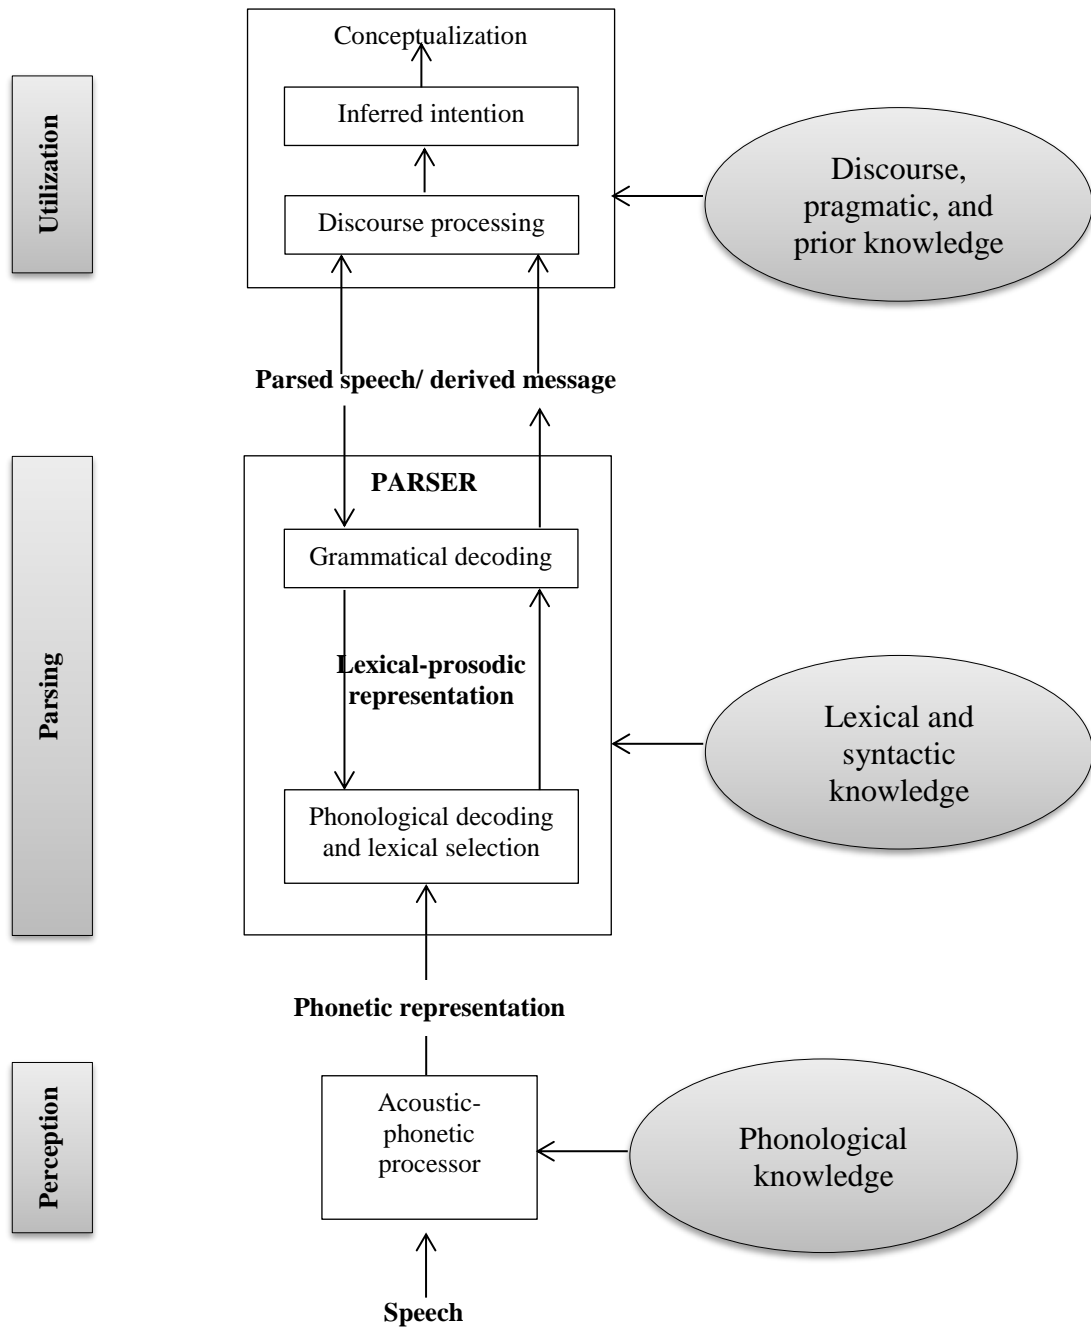 Conceptualization
Inferred intention
Discourse processing
Utilization
Discourse,
pragmatic, and
prior knowledge
Parsed speech/ derived message
PARSER
Grammatical decoding
Lexical-prosodic
representation
Phonological decoding
and lexical selection
Parsing
Lexical and
syntactic
knowledge
Phonetic representation
Acoustic-
phonetic
processor
Perception
Phonological
knowledge
Speech